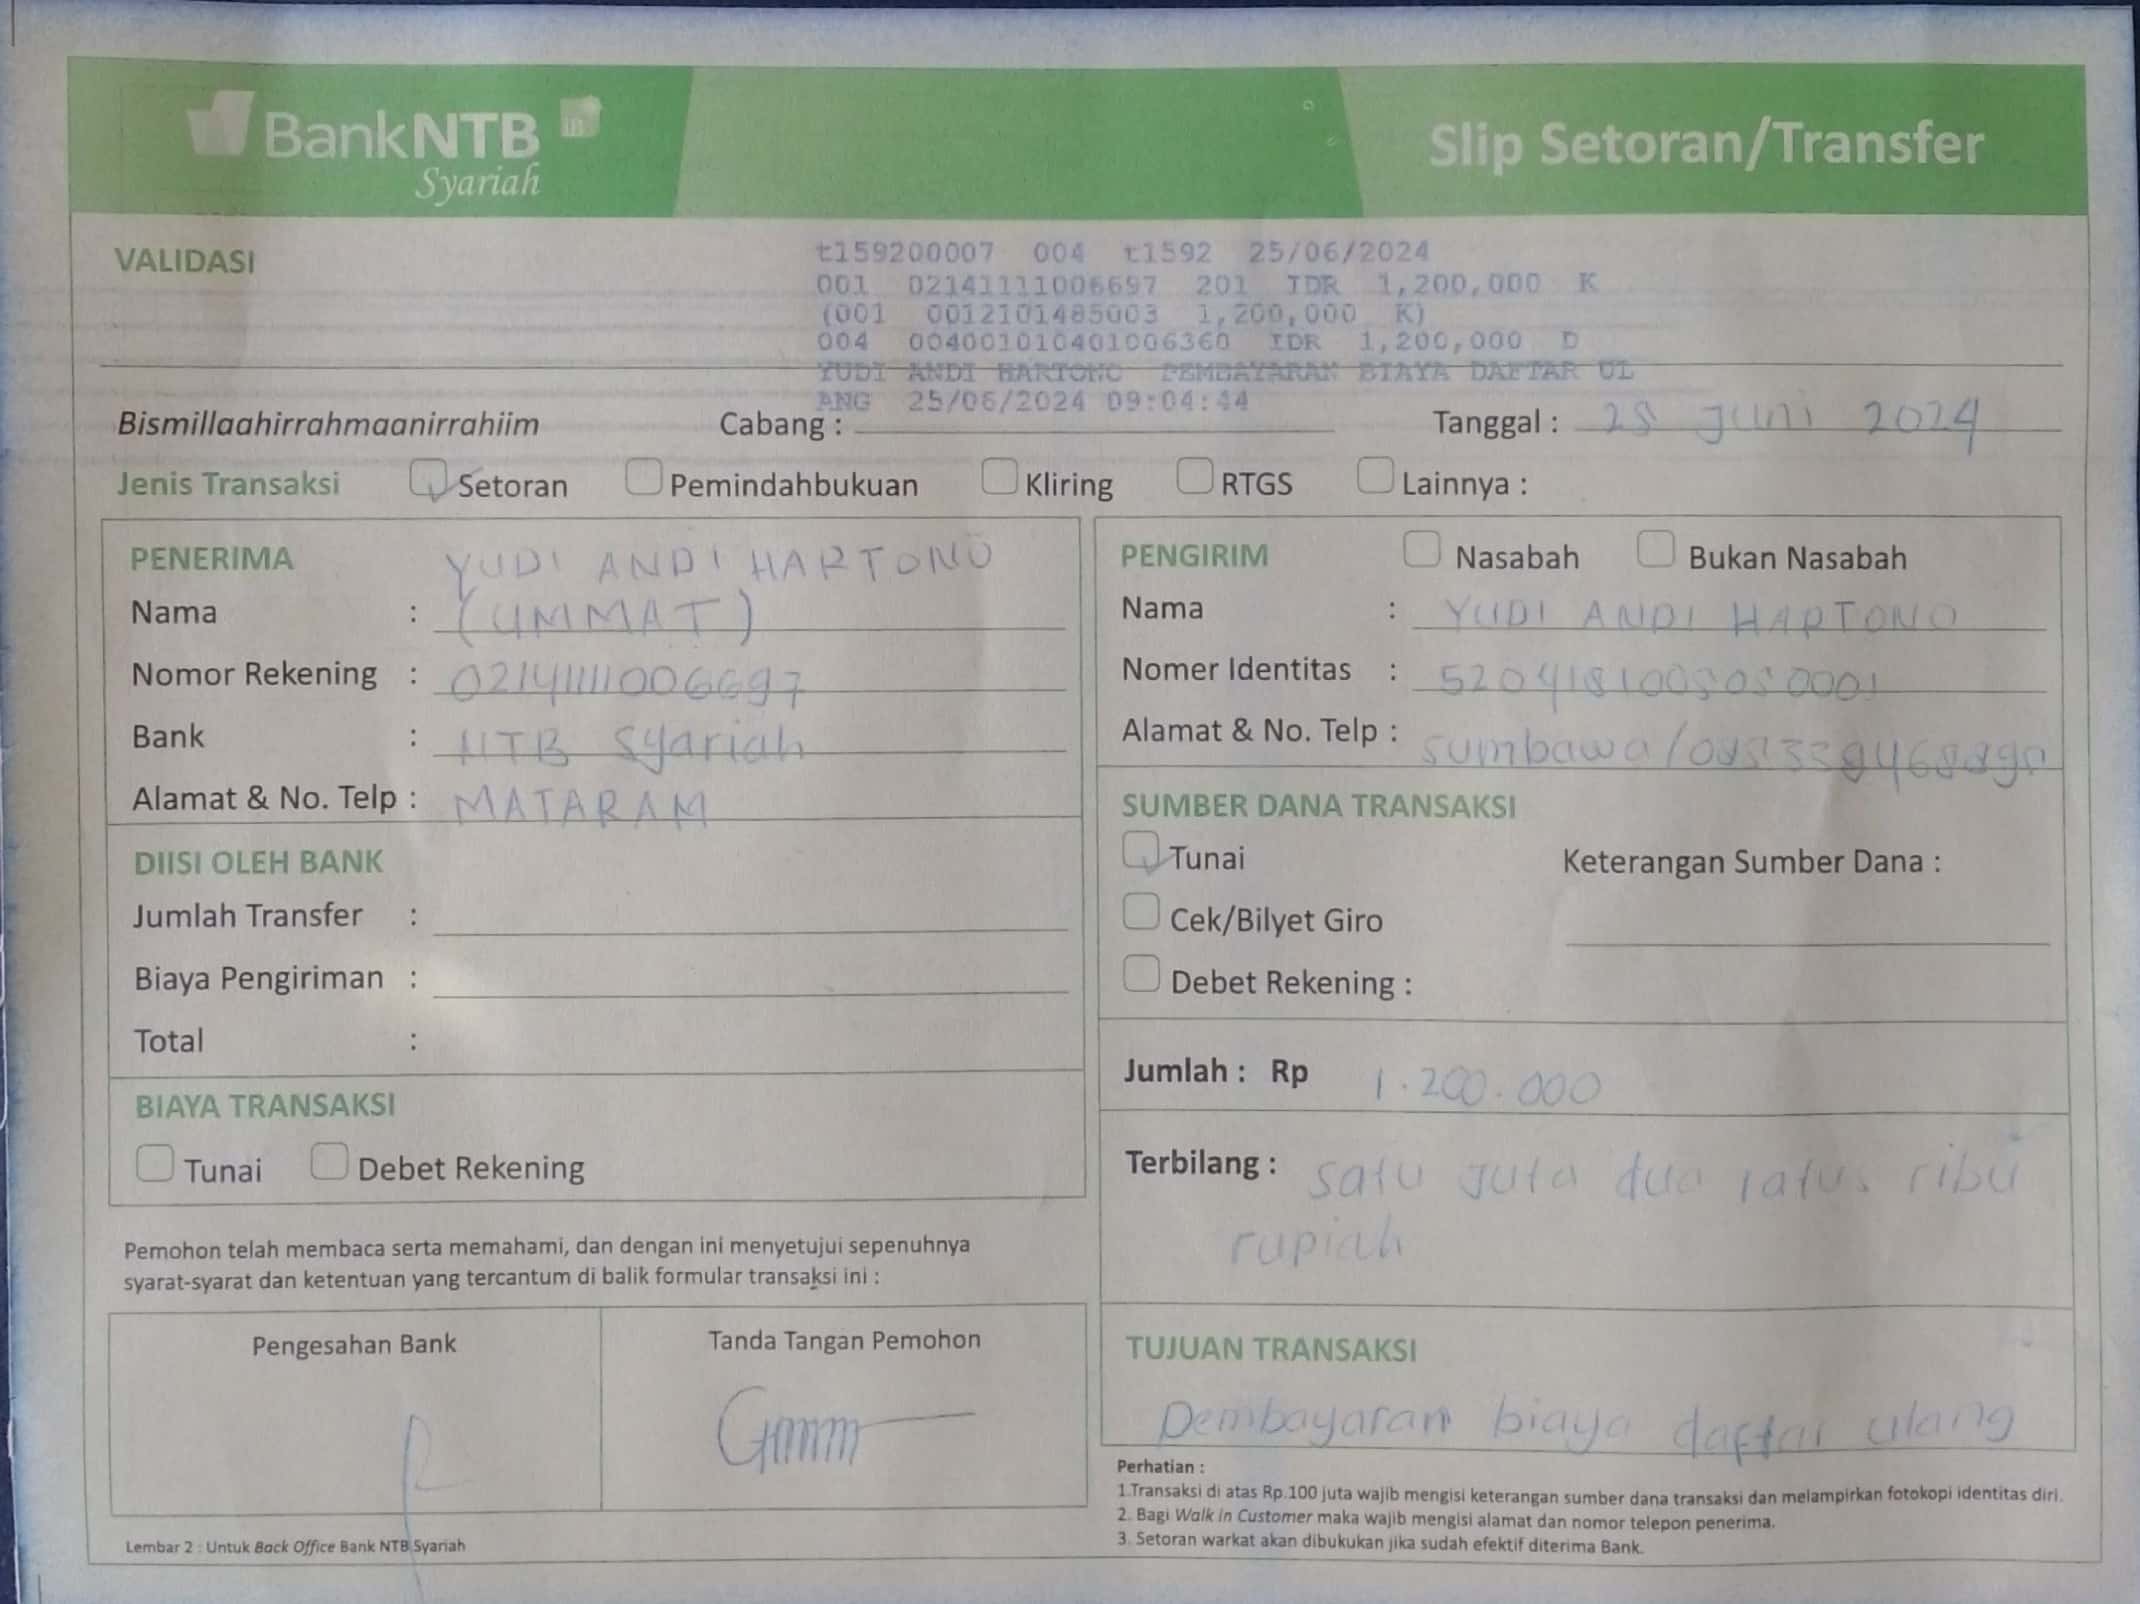 BankNTB
Syariah
Slip Setoran/Transfer
VALIDASI
t159200007 004 t1592 25/06/2024
001 02141111006697 201 IDR 1,200,000 K
(001 0012101485003 1,200,000 K)
004 004001010401006360 IDR 1,200,000 D
YUDI ANDI HARTONO PEMBAYARAN BIAYA DAFTAR UL
ANG 25/06/2024 09:04:44
Bismillaahirrahmaanirrahiim Cabang : Tanggal : 25 Juni 2024
Jenis Transaksi Setoran Pemindahbukuan Kliring RTGS Lainnya :
PENERIMA YUDI ANDI HARTONO
Nama : (UMMAT)
Nomor Rekening : 02141111006697
Bank : NTB Syariah
Alamat & No. Telp : MATARAM
DIISI OLEH BANK
Jumlah Transfer :
Biaya Pengiriman :
Total :
BIAYA TRANSAKSI
Tunai Debet Rekening
Pemohon telah membaca serta memahami, dan dengan ini menyetujui sepenuhnya
syarat-syarat dan ketentuan yang tercantum di balik formular transaksi ini :
Pengesahan Bank Tanda Tangan Pemohon
Lembar 2 : Untuk Back Office Bank NTB Syariah
PENGIRIM Nasabah Bukan Nasabah
Nama : YUDI ANDI HARTONO
Nomer Identitas :
Alamat & No. Telp : Sumbawa/
SUMBER DANA TRANSAKSI
Tunai Keterangan Sumber Dana :
Cek/Bilyet Giro
Debet Rekening :
Jumlah : Rp 1.200.000
Terbilang : Satu Juta dua ratus ribu
rupiah
TUJUAN TRANSAKSI
Pembayaran biaya daftar ulang
Perhatian :
1.Transaksi di atas Rp.100 juta wajib mengisi keterangan sumber dana transaksi dan melampirkan fotokopi identitas diri.
2. Bagi Walk in Customer maka wajib mengisi alamat dan nomor telepon penerima.
3. Setoran warkat akan dibukukan jika sudah efektif diterima Bank.